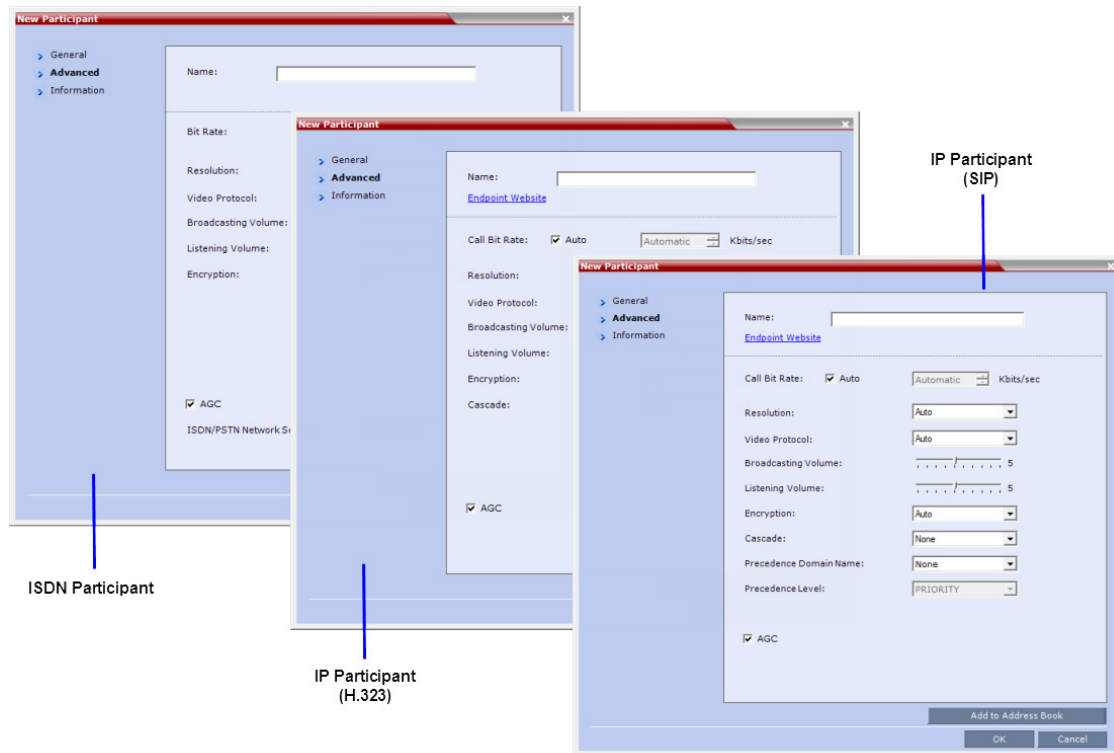 New Participant
General
Advanced
Information
Name:
Bit Rate:
Resolution:
Video Protocol:
Broadcasting Volume:
Listening Volume:
Encryption:
AGC
ISDN/PSTN Network
ISDN Participant
New Participant
General
Advanced
Information
Name:
Endpoint Website
Call Bit Rate: Auto Automatic Kbits/sec
Resolution:
Video Protocol:
Broadcasting Volume:
Listening Volume:
Encryption:
Cascade:
AGC
IP Participant
(H.323)
IP Participant
(SIP)
New Participant
General
Advanced
Information
Name:
Endpoint Website
Call Bit Rate: Auto Automatic Kbits/sec
Resolution: Auto
Video Protocol: Auto
Broadcasting Volume: 5
Listening Volume: 5
Encryption: Auto
Cascade: None
Precedence Domain Name: None
Precedence Level: PRIORITY
AGC
Add to Address Book
OK Cancel